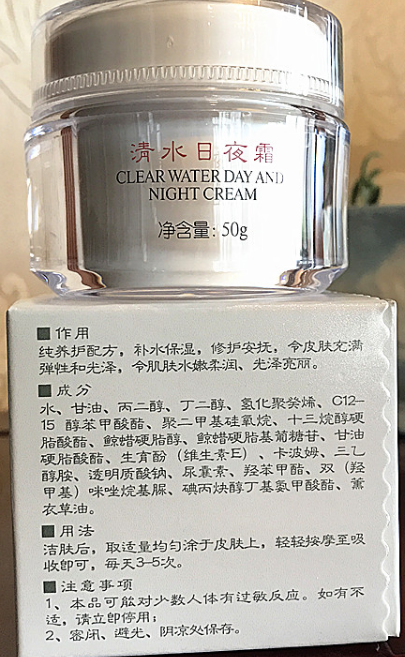 清水日夜霜
CLEAR WATER DAY AND
NIGHT CREAM
净含量: 50g
■ 作用
纯养护配方，补水保湿，修护安抚，令皮肤充满
弹性和光泽，令肌肤水嫩柔润、光泽亮丽。
■ 成分
水、甘油、丙二醇、丁二醇、氢化聚癸烯、C12–
15 醇苯甲酸酯、聚二甲基硅氧烷、十三烷醇硬
脂酸酯、鲸蜡硬脂醇、鲸蜡硬脂基葡糖苷、甘油
硬脂酸酯、生育酚（维生素E）、卡波姆、三乙
醇胺、透明质酸钠、尿囊素、羟苯甲酯、双（羟
甲基）咪唑烷基脲、碘丙炔醇丁基氨甲酸酯、薰
衣草油。
■ 用法
洁肤后，取适量均匀涂于皮肤上，轻轻按摩至吸
收即可，每天3–5次。
■ 注意事项
1、本品可能对少数人体有过敏反应。如有不
适，请立即停用；
2、密闭、避光、阴凉处保存。